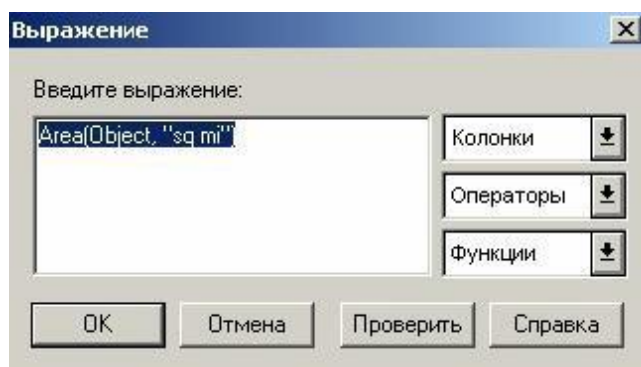 Выражение
Введите выражение:
Area(Object, "sq mi")
Колонки
Операторы
Функции
OK Отмена Проверить Справка